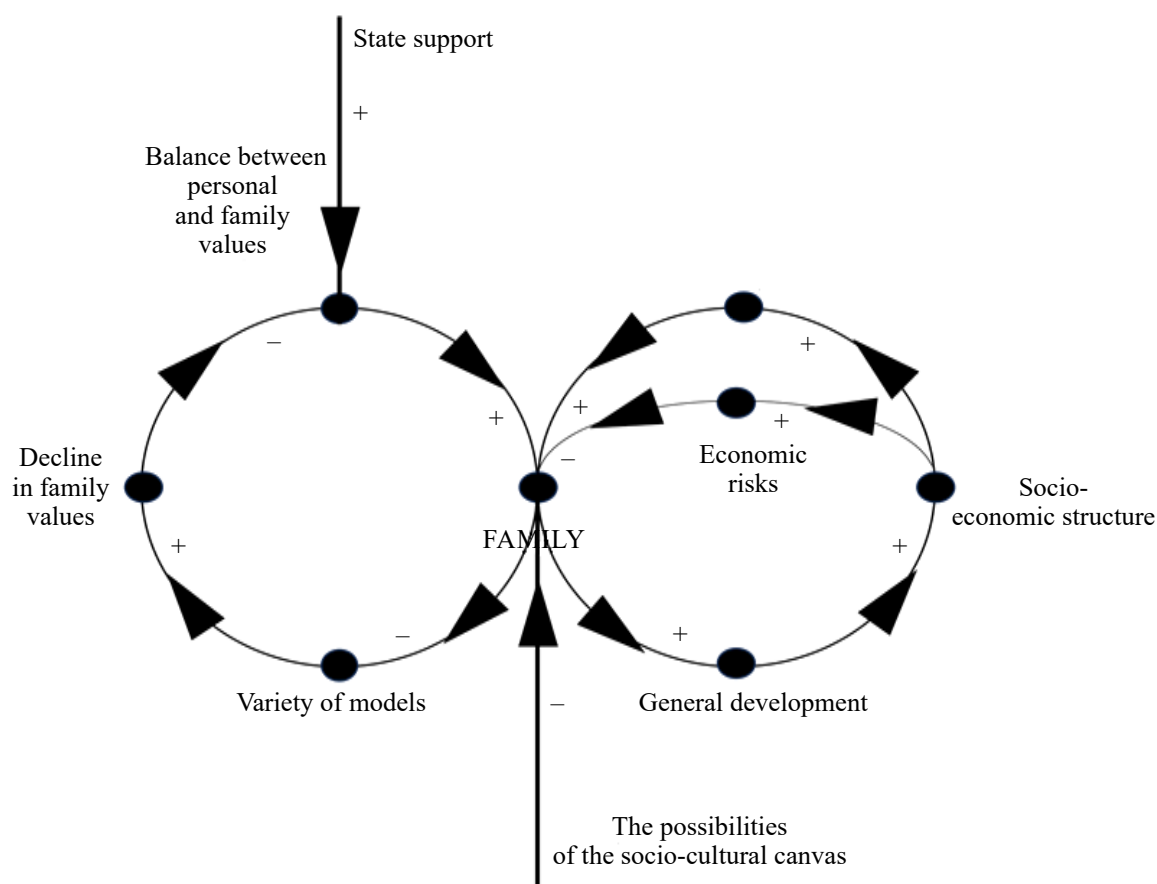 State support
+
Balance between
personal
and family
values
−
+
+
+
+
−
Economic
risks
Decline
in family
values
Socio-
economic structure
FAMILY
+
+
−
+
Variety of models
General development
−
The possibilities
of the socio-cultural canvas